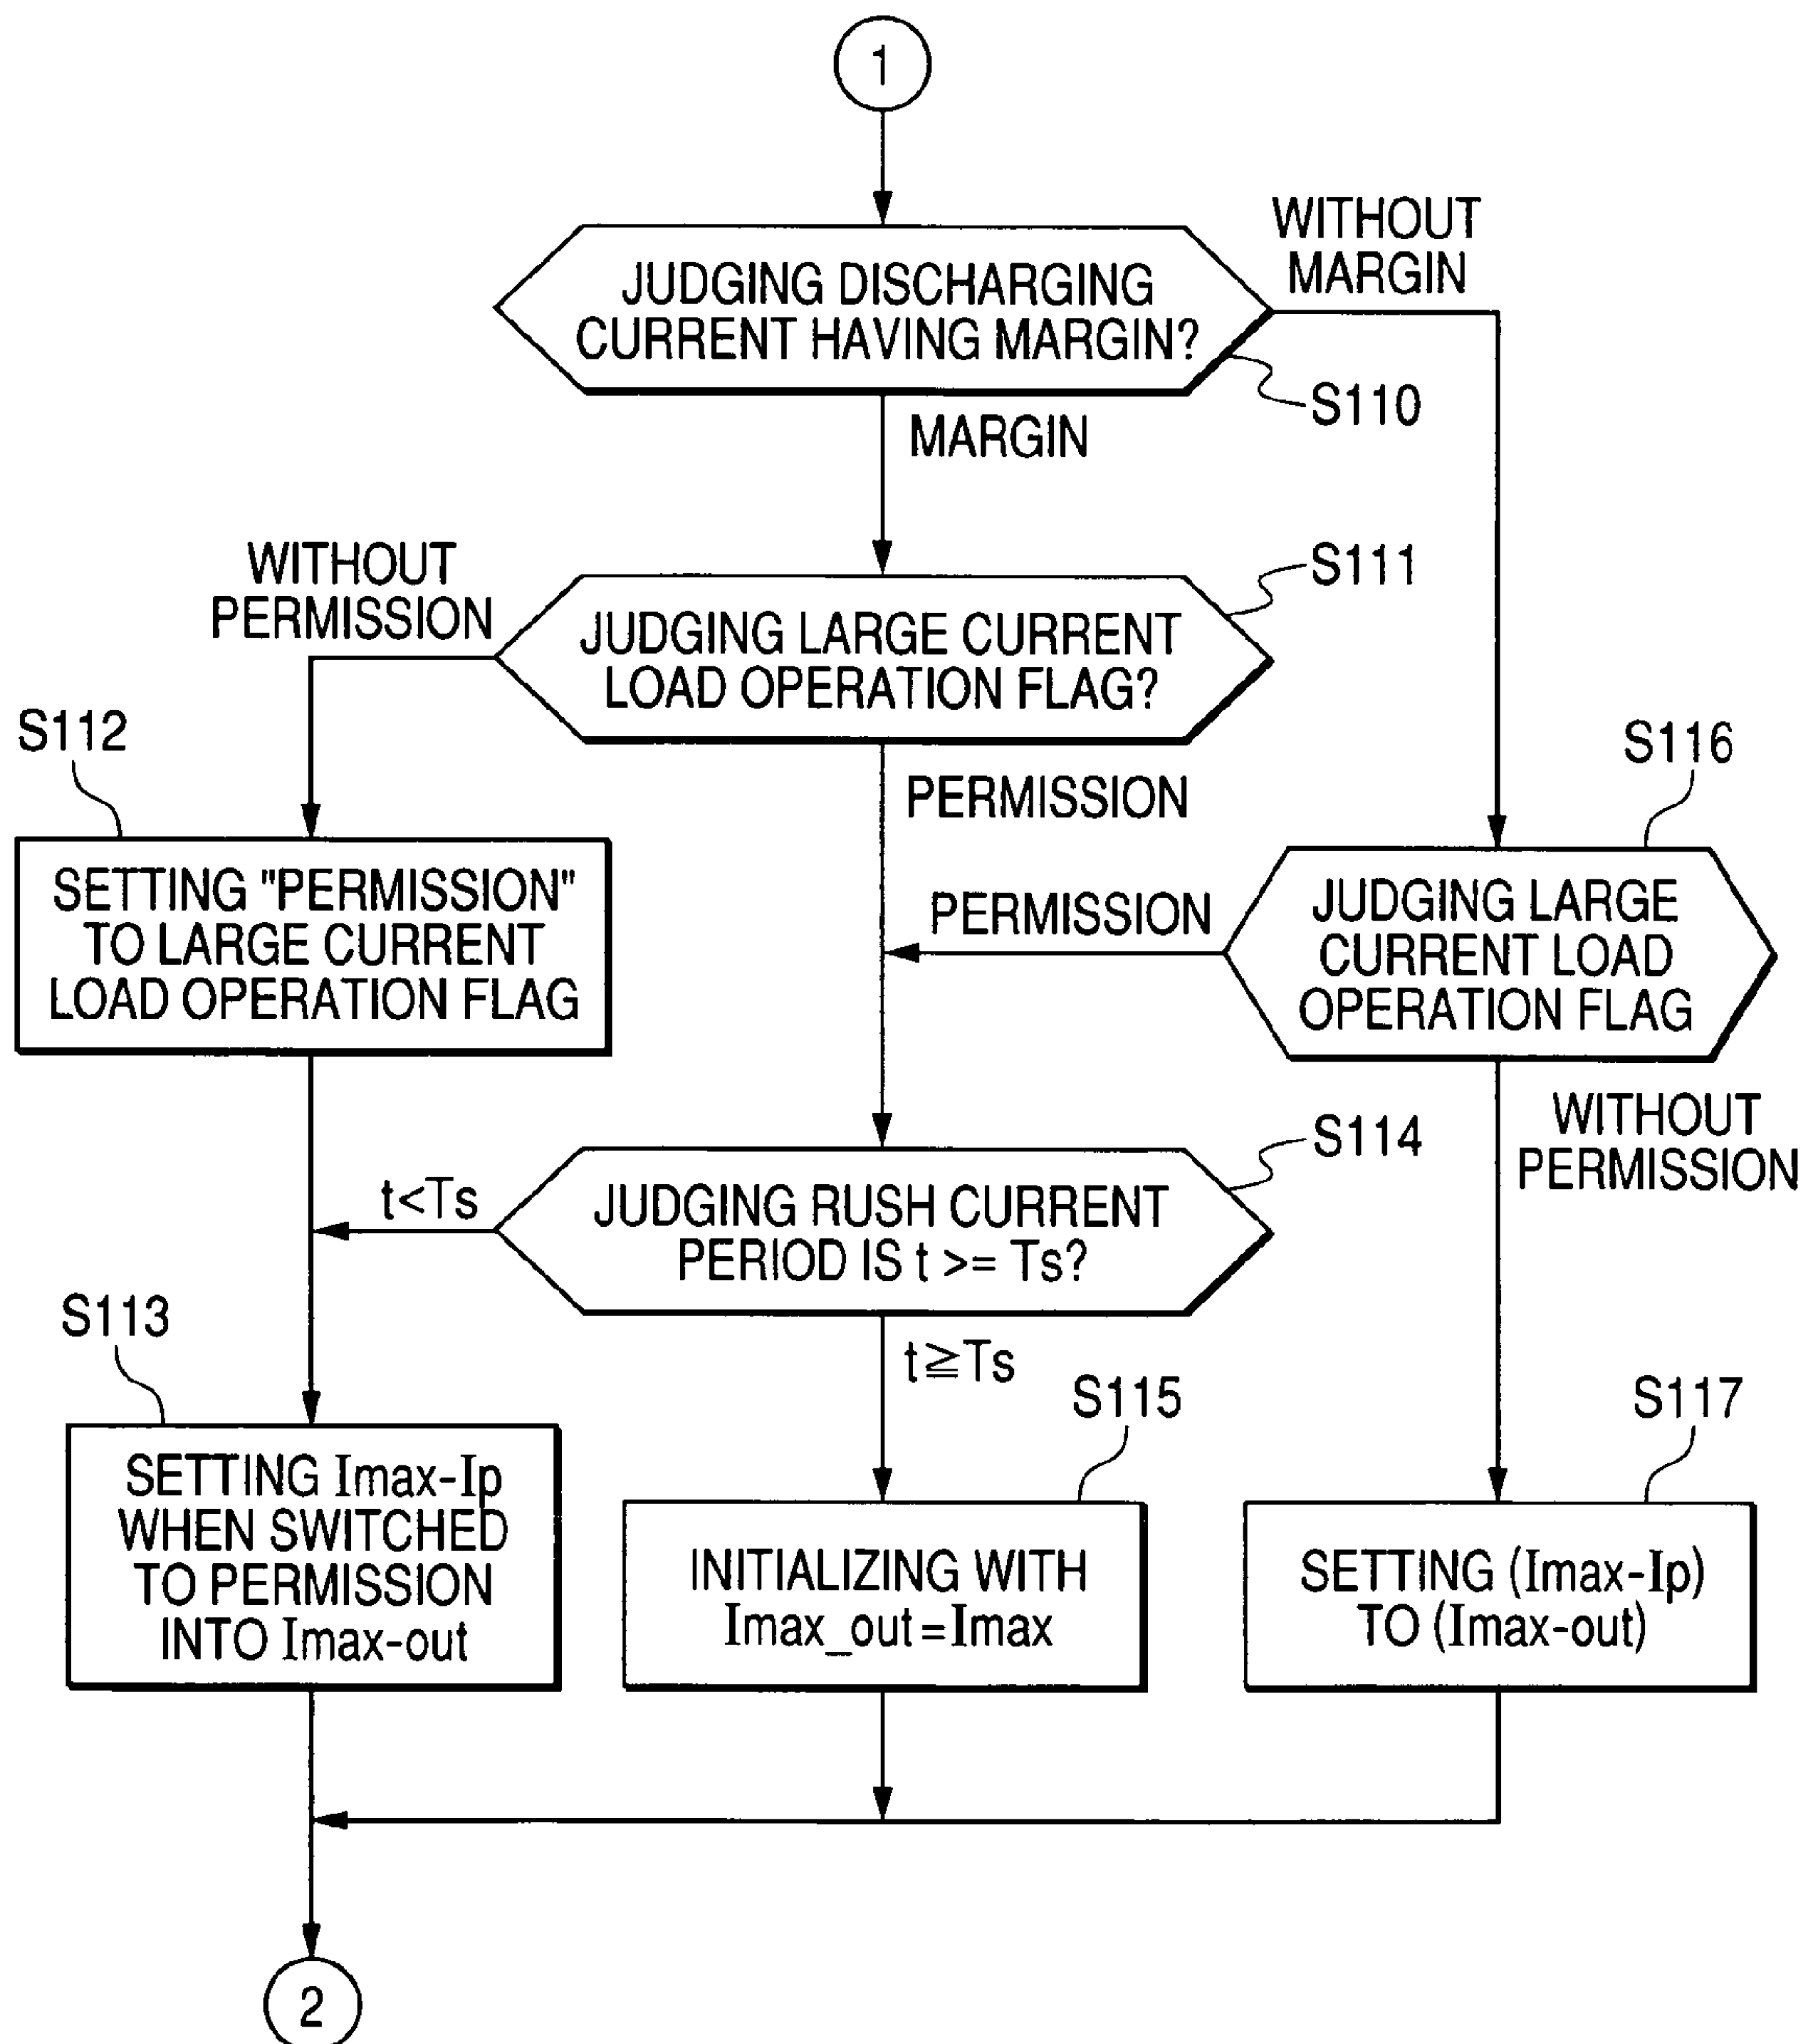 1
JUDGING DISCHARGING
CURRENT HAVING MARGIN?
WITHOUT
MARGIN
S110
MARGIN
WITHOUT
PERMISSION
JUDGING LARGE CURRENT
LOAD OPERATION FLAG?
S111
S112
PERMISSION
S116
SETTING "PERMISSION"
TO LARGE CURRENT
LOAD OPERATION FLAG
PERMISSION
JUDGING LARGE
CURRENT LOAD
OPERATION FLAG
WITHOUT
PERMISSION
S114
t<Ts
JUDGING RUSH CURRENT
PERIOD IS t >= Ts?
S113
t≧Ts
S115
S117
SETTING Imax-Ip
WHEN SWITCHED
TO PERMISSION
INTO Imax-out
INITIALIZING WITH
Imax_out=Imax
SETTING (Imax-Ip)
TO (Imax-out)
2